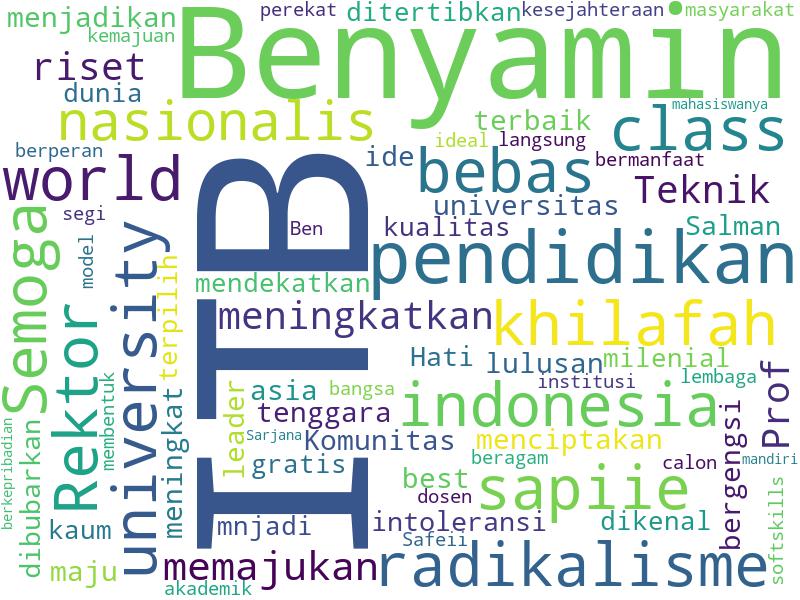 menjadikan
perekat
ditertibkan
kesejahteraan
masyarakat
kemajuan
Benyamin
riset
dunia
nasionalis
terbaik
mahasiswanya
class
ideal
langsung
berperan
world
ITB
ide
bebas
bermanfaat
Teknik
universitas
segi
Semoga
university
model
Ben
kualitas
Salman
pendidikan
terpilih
mendekatkan
Rektor
meningkatkan
khilafah
Hati
lulusan
milenial
Prof
institusi
lembaga
membentuk
meningkat
leader
asia
bangsa
indonesia
tenggara
berkepribadian
dibubarkan
Sarjana
Komunitas
menciptakan
bergengsi
gratis
beragam
calon
mandiri
best
sapiie
dosen
softskills
kaum
mnjadi
intoleransi
dikenal
Safeii
maju
memajukan
radikalisme
akademik